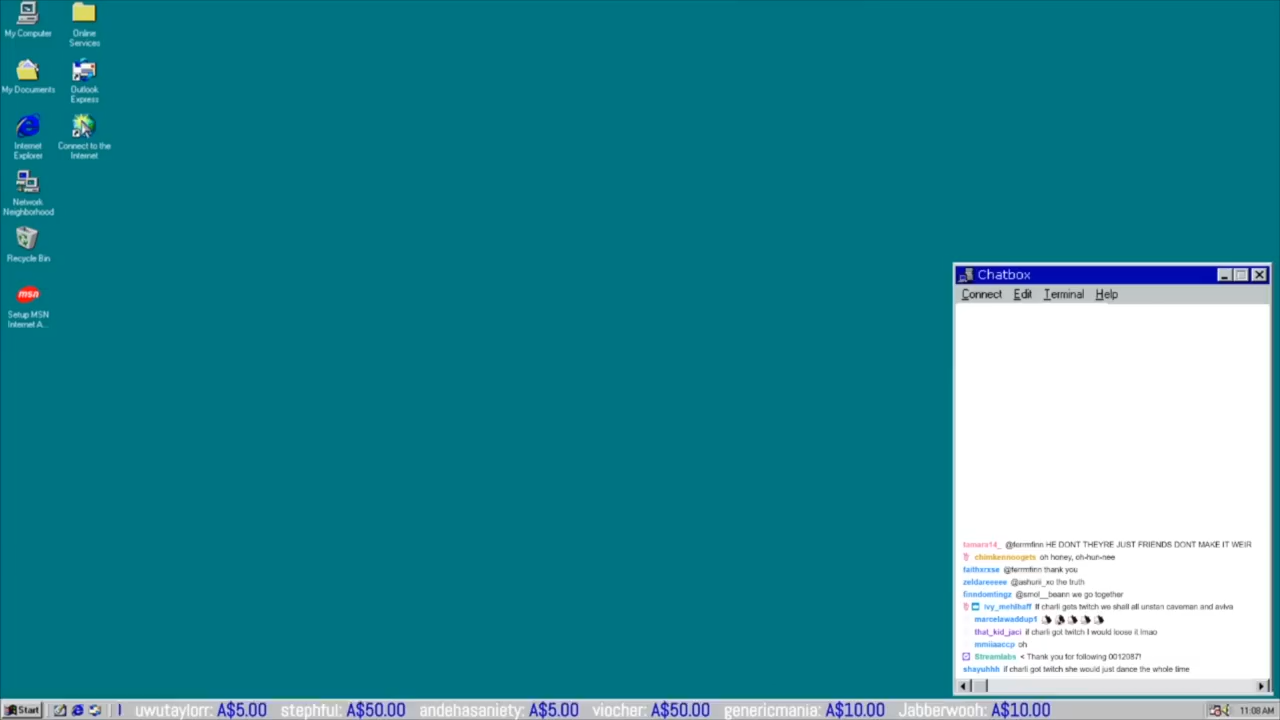 My Computer
Online
Services
My Documents
Outlook
Express
Internet
Explorer
Connect to the
Internet
Network
Neighborhood
Recycle Bin
msn
Setup MSN
Internet A...
Chatbox
Connect Edit Terminal Help
tamara14_ @ferrmfinn HE DONT THEYRE JUST FRIENDS DONT MAKE IT WEIR
chimkennoogets oh honey, oh-hun-nee
faithxrxse @ferrmfinn thank you
zeldareeeee @ashurii_xo the truth
finndomtingz @smol__beann we go together
ivy_mehlhaff If charli gets twitch we shall all unstan caveman and aviva
marcelawaddup1
that_kid_jaci if charli got twitch I would loose it lmao
mmiiaaccp oh
Streamlabs < Thank you for following 0012087!
shayuhhh if charli got twitch she would just dance the whole time
Start uwutaylorr: A$5.00 stephful: A$50.00 andehasaniety: A$5.00 viocher: A$50.00 genericmania: A$10.00 Jabberwooh: A$10.00 11:08 AM